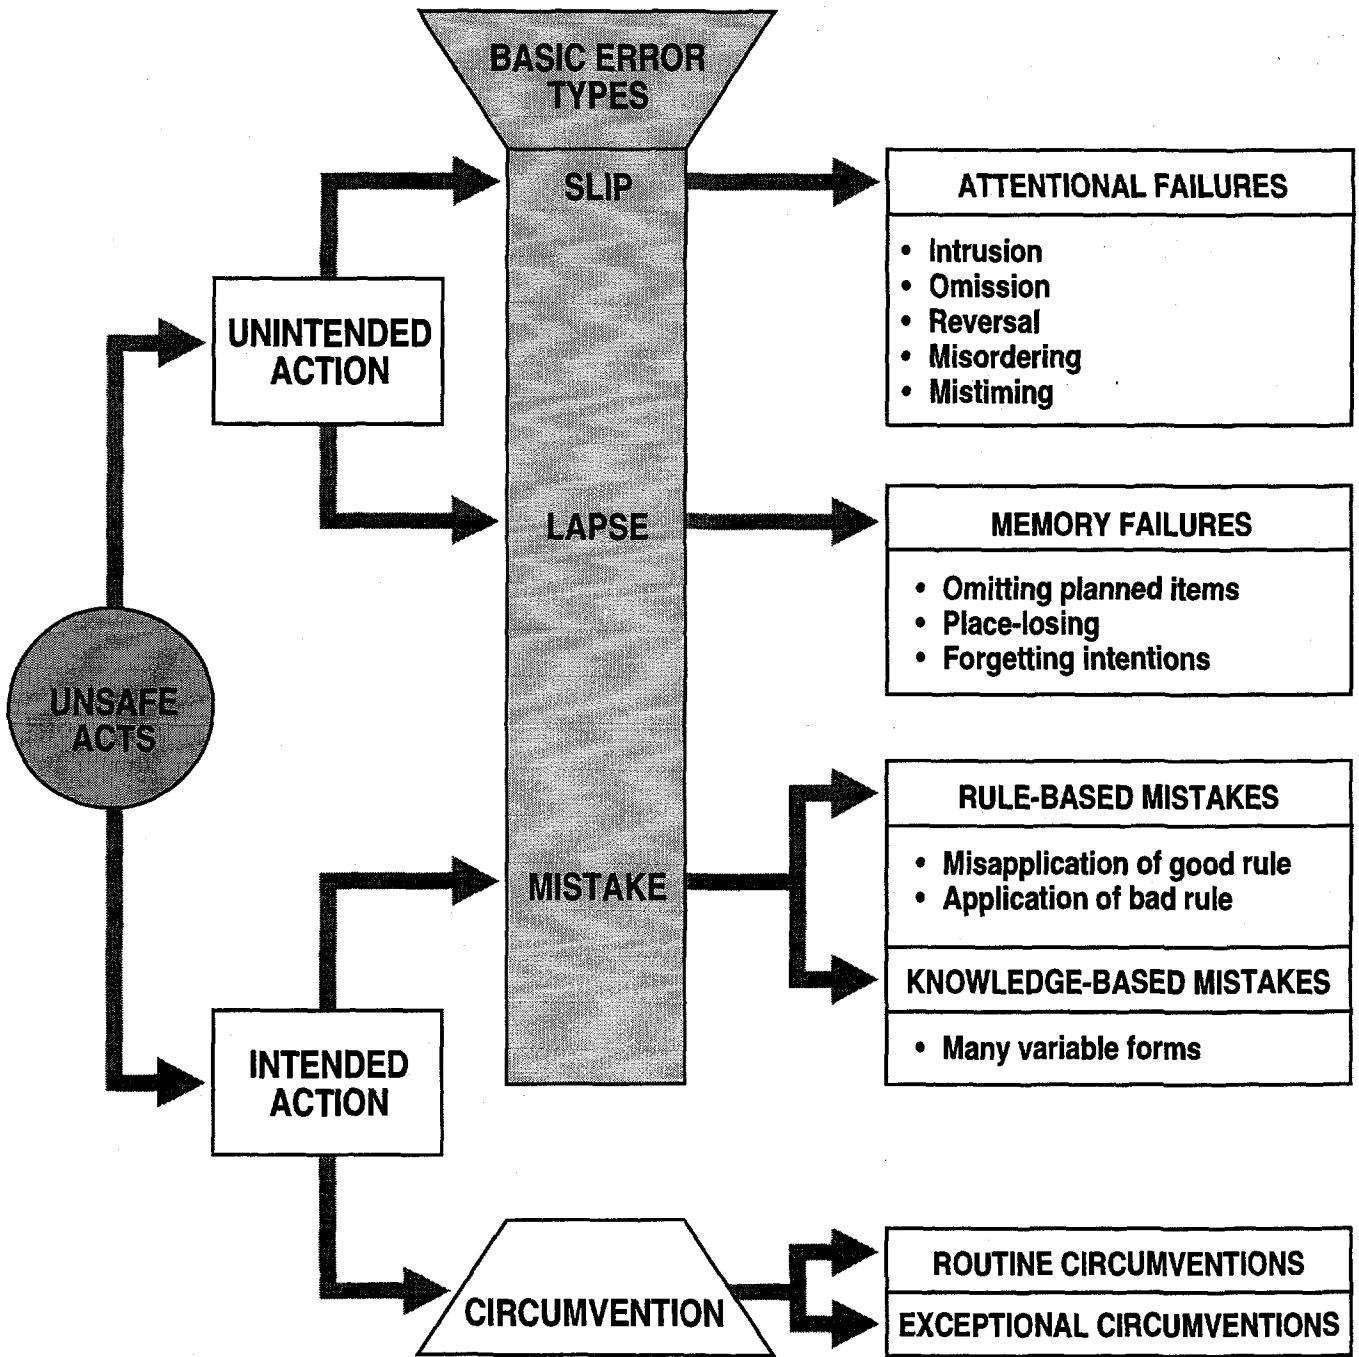 BASIC ERROR
TYPES
SLIP
ATTENTIONAL FAILURES
• Intrusion
• Omission
• Reversal
• Misordering
• Mistiming
UNINTENDED
ACTION
LAPSE
MEMORY FAILURES
• Omitting planned items
• Place-losing
• Forgetting intentions
UNSAFE
ACTS
MISTAKE
RULE-BASED MISTAKES
• Misapplication of good rule
• Application of bad rule
KNOWLEDGE-BASED MISTAKES
• Many variable forms
INTENDED
ACTION
CIRCUMVENTION
ROUTINE CIRCUMVENTIONS
EXCEPTIONAL CIRCUMVENTIONS